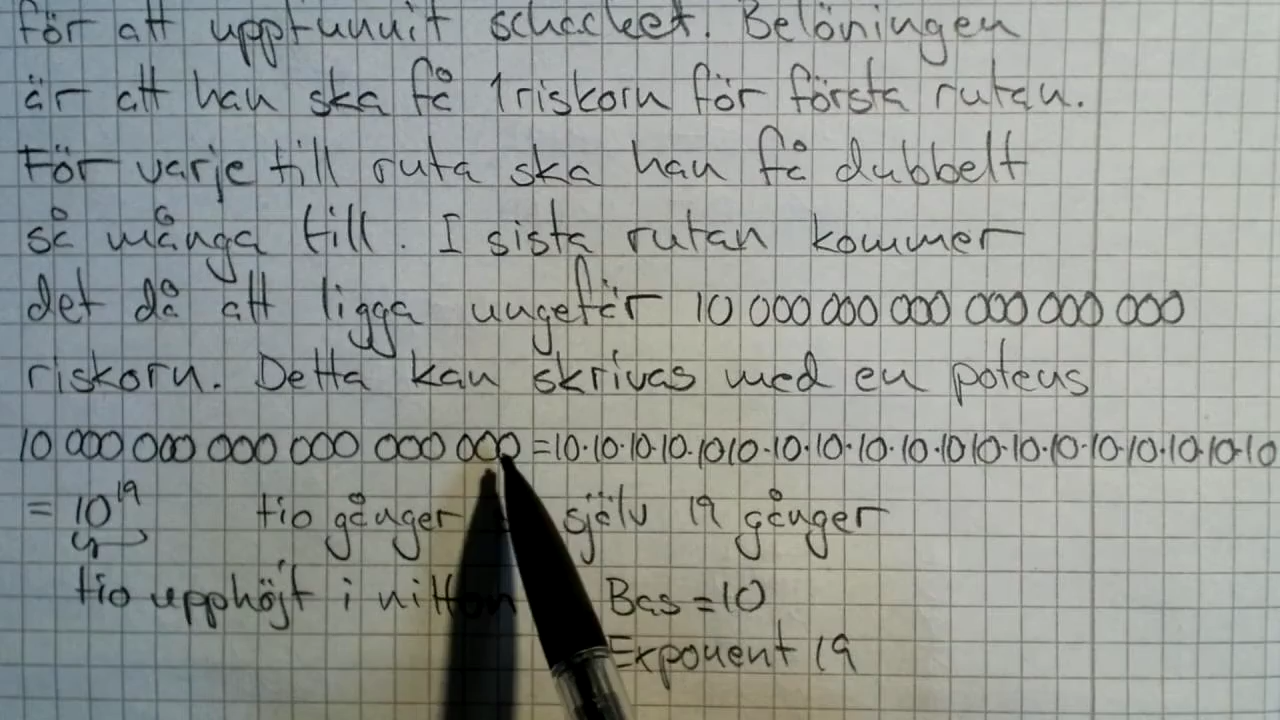 för att uppfunnit schacket. Belöningen
är att han ska få 1 riskorn för första rutan.
För varje till ruta ska han få dubbelt
så många till. I sista rutan kommer
det då att ligga ungefär 10 000 000 000 000 000 000
riskorn. Detta kan skrivas med en potens
10 000 000 000 000 000 000 = 10·10·10·10·10·10·10·10·10·10·10·10·10·10·10·10·10·10·10
= 10¹⁹ tio gånger själv 19 gånger
tio upphöjt i nitton Bas = 10
Exponent 19